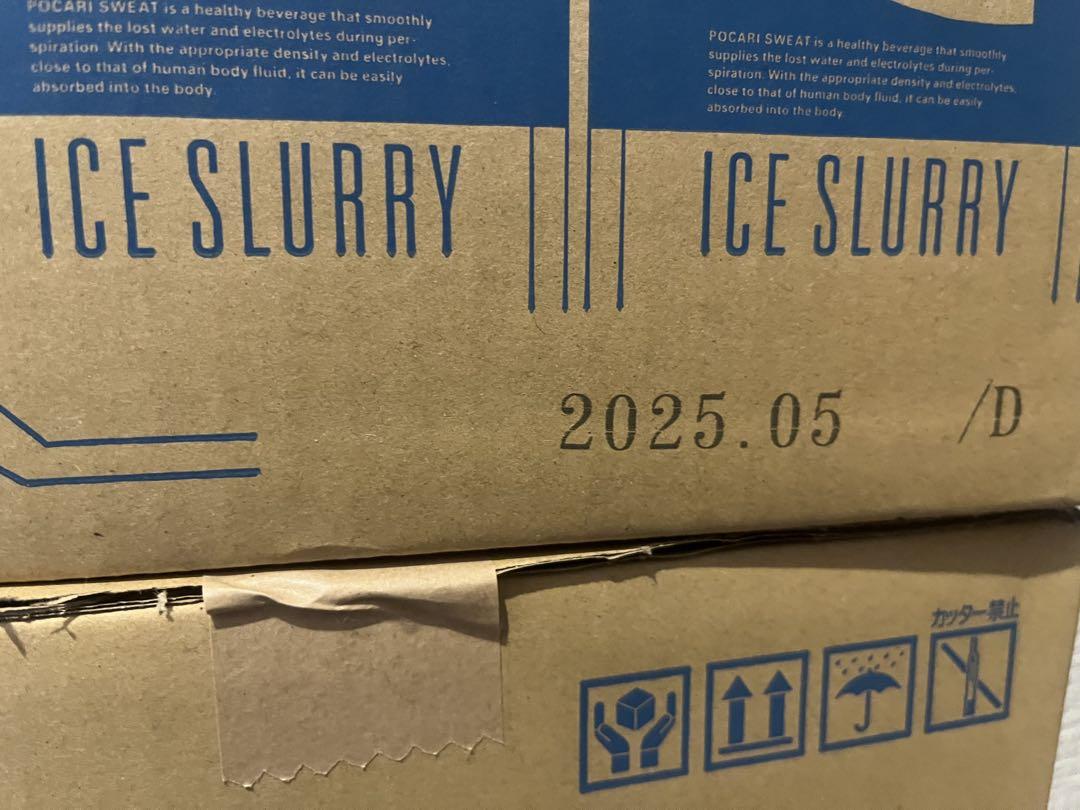 POCARI SWEAT is a healthy beverage that smoothly
supplies the lost water and electrolytes during per-
spiration. With the appropriate density and electrolytes,
close to that of human body fluid, it can be easily
absorbed into the body.
ICE SLURRY
POCARI SWEAT is a healthy beverage that smoothly
supplies the lost water and electrolytes during per-
spiration. With the appropriate density and electrolytes,
close to that of human body fluid, it can be easily
absorbed into the body.
ICE SLURRY
2025.05 /D
カッター禁止